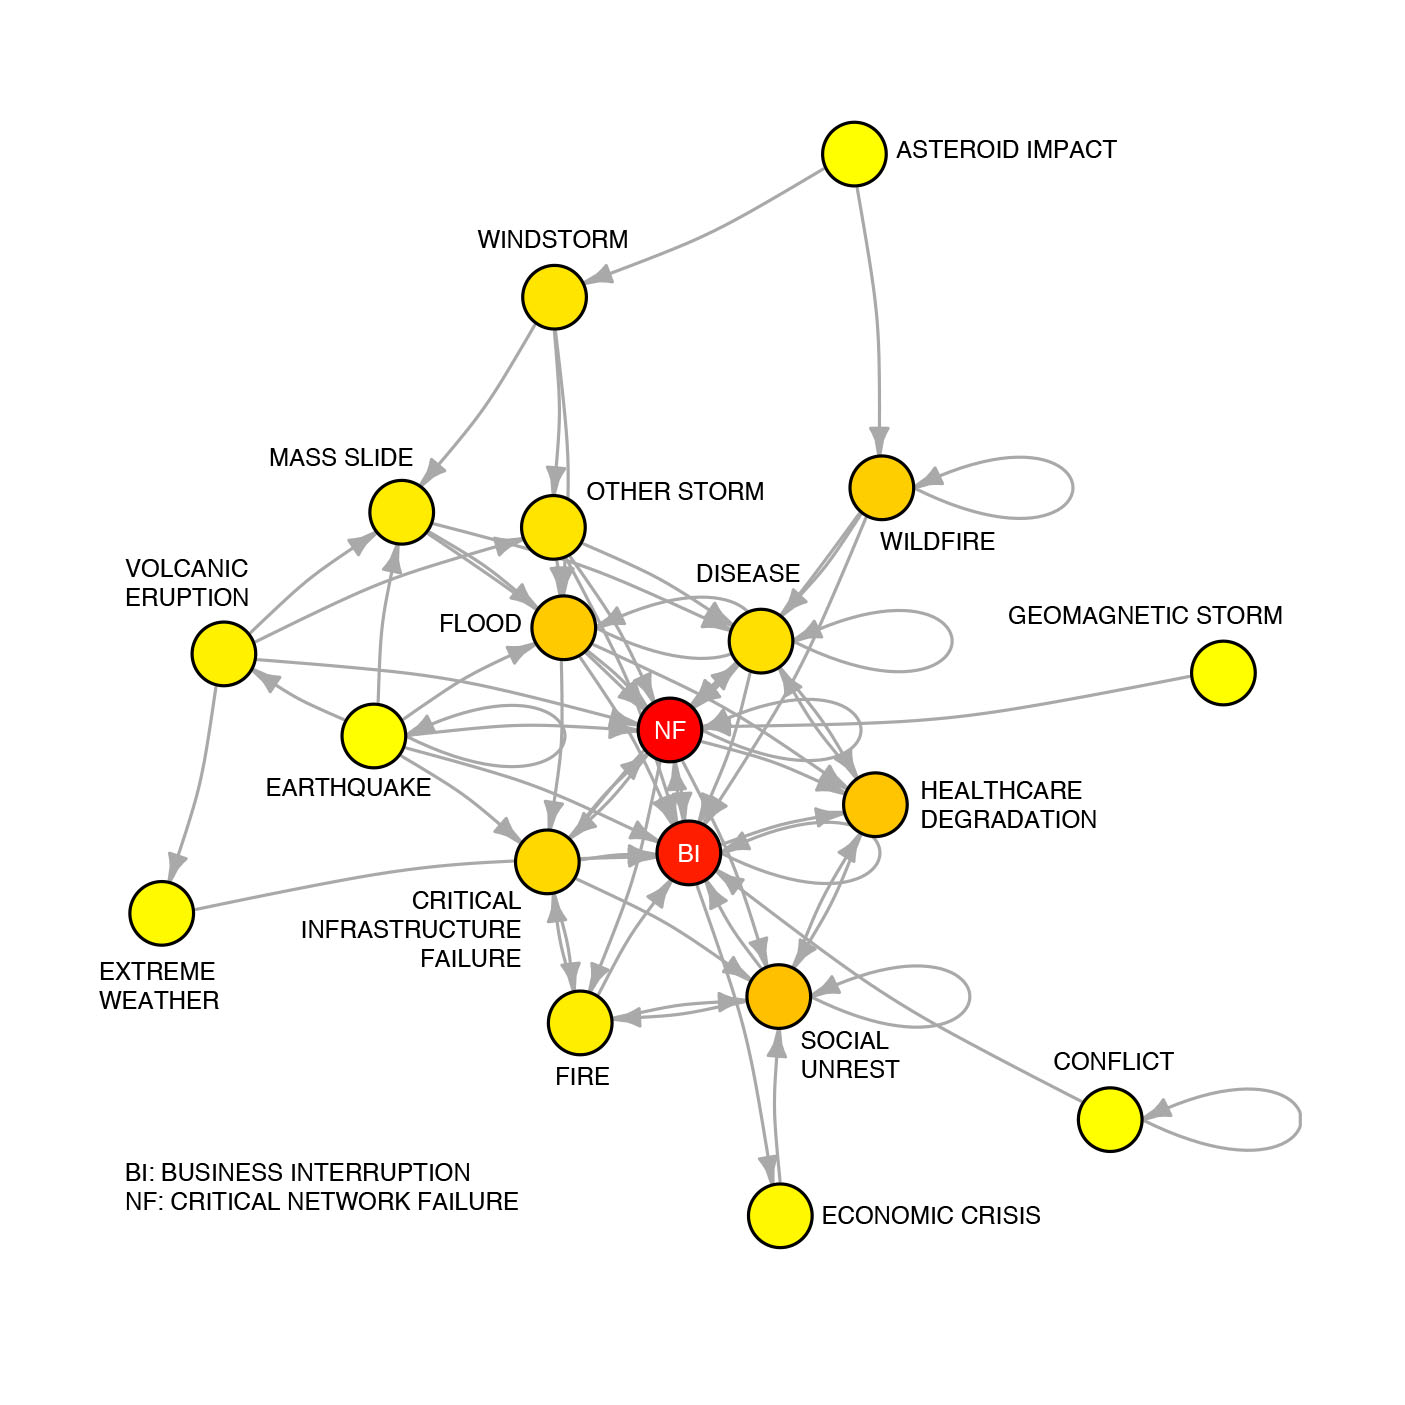 ASTEROID IMPACT
WINDSTORM
MASS SLIDE
OTHER STORM
WILDFIRE
VOLCANIC
ERUPTION
DISEASE
FLOOD
GEOMAGNETIC STORM
NF
EARTHQUAKE
HEALTHCARE
DEGRADATION
BI
CRITICAL
INFRASTRUCTURE
FAILURE
EXTREME
WEATHER
SOCIAL
UNREST
FIRE
CONFLICT
BI: BUSINESS INTERRUPTION
NF: CRITICAL NETWORK FAILURE
ECONOMIC CRISIS